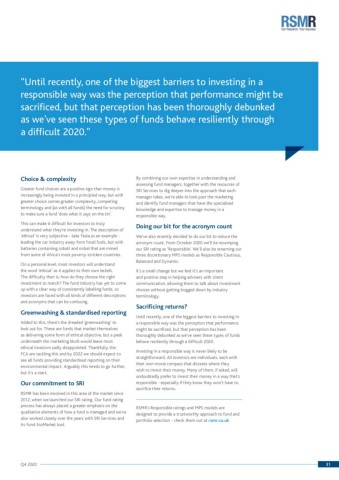 RSMR
Our Research. Your Success.
“Until recently, one of the biggest barriers to investing in a
responsible way was the perception that performance might be
sacrificed, but that perception has been thoroughly debunked
as we’ve seen these types of funds behave resiliently through
a difficult 2020.”
Choice & complexity
Greater fund choices are a positive sign that money is
increasingly being invested in a principled way, but with
greater choice comes greater complexity, competing
terminology and (as with all funds) the need for scrutiny
to make sure a fund ‘does what it says on the tin’.
This can make it difficult for investors to truly
understand what they’re investing in. The description of
‘ethical’ is very subjective – take Tesla as an example -
leading the car industry away from fossil fuels, but with
batteries containing cobalt and nickel that are mined
from some of Africa’s most poverty-stricken countries.
On a personal level, most investors will understand
the word ‘ethical’ as it applies to their own beliefs.
The difficulty then is, how do they choose the right
investment to match? The fund industry has yet to come
up with a clear way of consistently labelling funds, so
investors are faced with all kinds of different descriptions
and acronyms that can be confusing.
Greenwashing & standardised reporting
Added to this, there’s the dreaded ‘greenwashing’ to
look out for. These are funds that market themselves
as delivering some form of ethical objective, but a peek
underneath the marketing blurb would leave most
ethical investors sadly disappointed. Thankfully, the
FCA are tackling this and by 2022 we should expect to
see all funds providing standardised reporting on their
environmental impact. Arguably this needs to go further,
but it’s a start.
Our commitment to SRI
RSMR has been involved in this area of the market since
2012, when we launched our SRI rating. Our fund rating
process has always placed a greater emphasis on the
qualitative elements of how a fund is managed and we’ve
also worked closely over the years with SRI Services and
its Fund EcoMarket tool.
By combining our own expertise in understanding and
assessing fund managers, together with the resources of
SRI Services to dig deeper into the approach that each
manager takes, we’re able to look past the marketing
and identify fund managers that have the specialised
knowledge and expertise to manage money in a
responsible way.
Doing our bit for the acronym count
We’ve also recently decided to do our bit to reduce the
acronym count. From October 2020 we’ll be renaming
our SRI rating as ‘Responsible’. We’ll also be renaming our
three discretionary MPS models as Responsible Cautious,
Balanced and Dynamic.
It’s a small change but we feel it’s an important
and positive step in helping advisers with client
communication, allowing them to talk about investment
choices without getting bogged down by industry
terminology.
Sacrificing returns?
Until recently, one of the biggest barriers to investing in
a responsible way was the perception that performance
might be sacrificed, but that perception has been
thoroughly debunked as we’ve seen these types of funds
behave resiliently through a difficult 2020.
Investing in a responsible way is never likely to be
straightforward. All investors are individuals, each with
their own moral compass that dictates where they
wish to invest their money. Many of them, if asked, will
undoubtedly prefer to invest their money in a way that’s
responsible - especially if they know they won’t have to
sacrifice their returns.
RSMR’s Responsible ratings and MPS models are
designed to provide a trustworthy approach to fund and
portfolio selection - check them out at rsmr.co.uk
Q4 2020
31